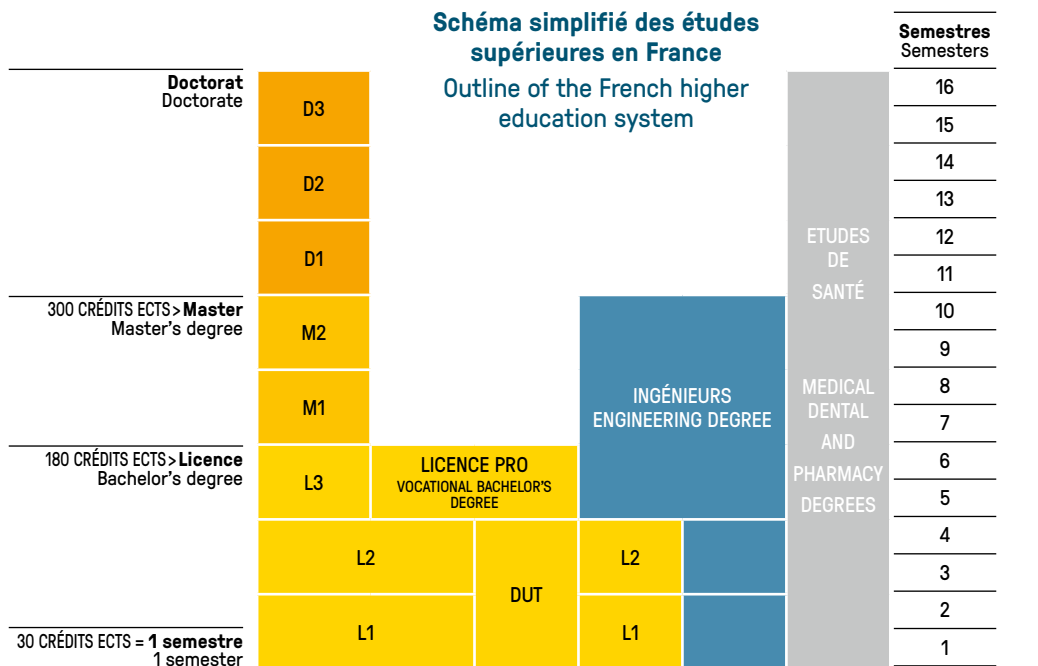 Schéma simplifié des études
supérieures en France
Outline of the French higher
education system
Semestres
Semesters
Doctorat
Doctorate
300 CRÉDITS ECTS > Master
Master's degree
180 CRÉDITS ECTS > Licence
Bachelor's degree
30 CRÉDITS ECTS = 1 semestre
1 semester
D3
D2
D1
M2
M1
L3
LICENCE PRO
VOCATIONAL BACHELOR'S
DEGREE
L2
L1
DUT
L2
L1
INGÉNIEURS
ENGINEERING DEGREE
ETUDES
DE
SANTÉ
MEDICAL
DENTAL
AND
PHARMACY
DEGREES
16
15
14
13
12
11
10
9
8
7
6
5
4
3
2
1